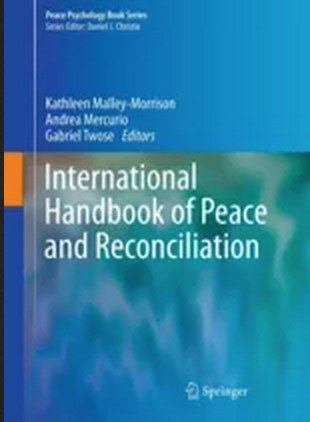 Peace Psychology Book Series
Series Editor: Daniel J. Christie
Kathleen Malley-Morrison
Andrea Mercurio
Gabriel Twose Editors
International
Handbook of Peace
and Reconciliation
Springer